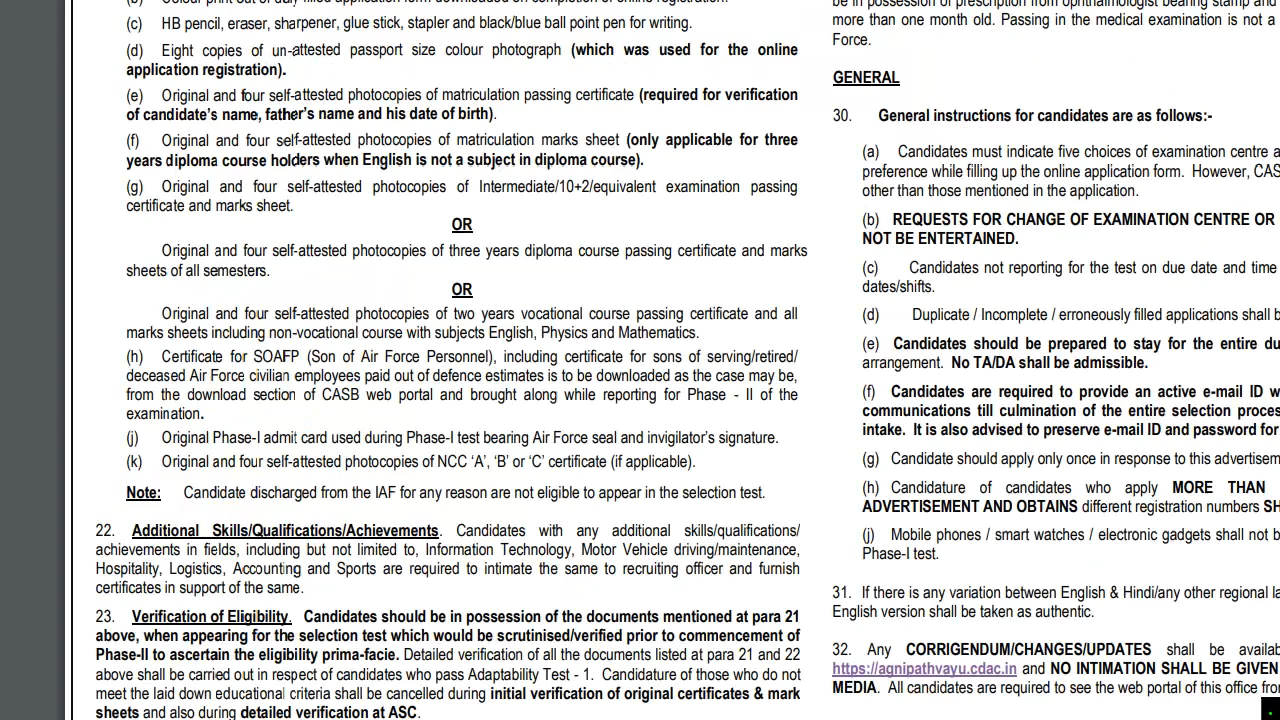 (c) HB pencil, eraser, sharpener, glue stick, stapler and black/blue ball point pen for writing.
(d) Eight copies of un-attested passport size colour photograph (which was used for the online
application registration).
(e) Original and four self-attested photocopies of matriculation passing certificate (required for verification
of candidate's name, father's name and his date of birth).
(f) Original and four self-attested photocopies of matriculation marks sheet (only applicable for three
years diploma course holders when English is not a subject in diploma course).
(g) Original and four self-attested photocopies of Intermediate/10+2/equivalent examination passing
certificate and marks sheet.
OR
Original and four self-attested photocopies of three years diploma course passing certificate and marks
sheets of all semesters.
OR
Original and four self-attested photocopies of two years vocational course passing certificate and all
marks sheets including non-vocational course with subjects English, Physics and Mathematics.
(h) Certificate for SOAFP (Son of Air Force Personnel), including certificate for sons of serving/retired/
deceased Air Force civilian employees paid out of defence estimates is to be downloaded as the case may be,
from the download section of CASB web portal and brought along while reporting for Phase - II of the
examination.
(j) Original Phase-I admit card used during Phase-I test bearing Air Force seal and invigilator's signature.
(k) Original and four self-attested photocopies of NCC 'A', 'B' or 'C' certificate (if applicable).
Note: Candidate discharged from the IAF for any reason are not eligible to appear in the selection test.
22. Additional Skills/Qualifications/Achievements. Candidates with any additional skills/qualifications/
achievements in fields, including but not limited to, Information Technology, Motor Vehicle driving/maintenance,
Hospitality, Logistics, Accounting and Sports are required to intimate the same to recruiting officer and furnish
certificates in support of the same.
23. Verification of Eligibility. Candidates should be in possession of the documents mentioned at para 21
above, when appearing for the selection test which would be scrutinised/verified prior to commencement of
Phase-II to ascertain the eligibility prima-facie. Detailed verification of all the documents listed at para 21 and 22
above shall be carried out in respect of candidates who pass Adaptability Test - 1. Candidature of those who do not
meet the laid down educational criteria shall be cancelled during initial verification of original certificates & mark
sheets and also during detailed verification at ASC.
be in possession of prescription from ophthalmologist bearing stamp and
more than one month old. Passing in the medical examination is not a
Force.
GENERAL
30. General instructions for candidates are as follows:-
(a) Candidates must indicate five choices of examination centre a
preference while filling up the online application form. However, CAS
other than those mentioned in the application.
(b) REQUESTS FOR CHANGE OF EXAMINATION CENTRE OR
NOT BE ENTERTAINED.
(c) Candidates not reporting for the test on due date and time
dates/shifts.
(d) Duplicate / Incomplete / erroneously filled applications shall b
(e) Candidates should be prepared to stay for the entire du
arrangement. No TA/DA shall be admissible.
(f) Candidates are required to provide an active e-mail ID w
communications till culmination of the entire selection proces
intake. It is also advised to preserve e-mail ID and password for
(g) Candidate should apply only once in response to this advertisem
(h) Candidature of candidates who apply MORE THAN
ADVERTISEMENT AND OBTAINS different registration numbers SH
(j) Mobile phones / smart watches / electronic gadgets shall not b
Phase-I test.
31. If there is any variation between English & Hindi/any other regional la
English version shall be taken as authentic.
32. Any CORRIGENDUM/CHANGES/UPDATES shall be availab
https://agnipathvayu.cdac.in and NO INTIMATION SHALL BE GIVEN
MEDIA. All candidates are required to see the web portal of this office fro